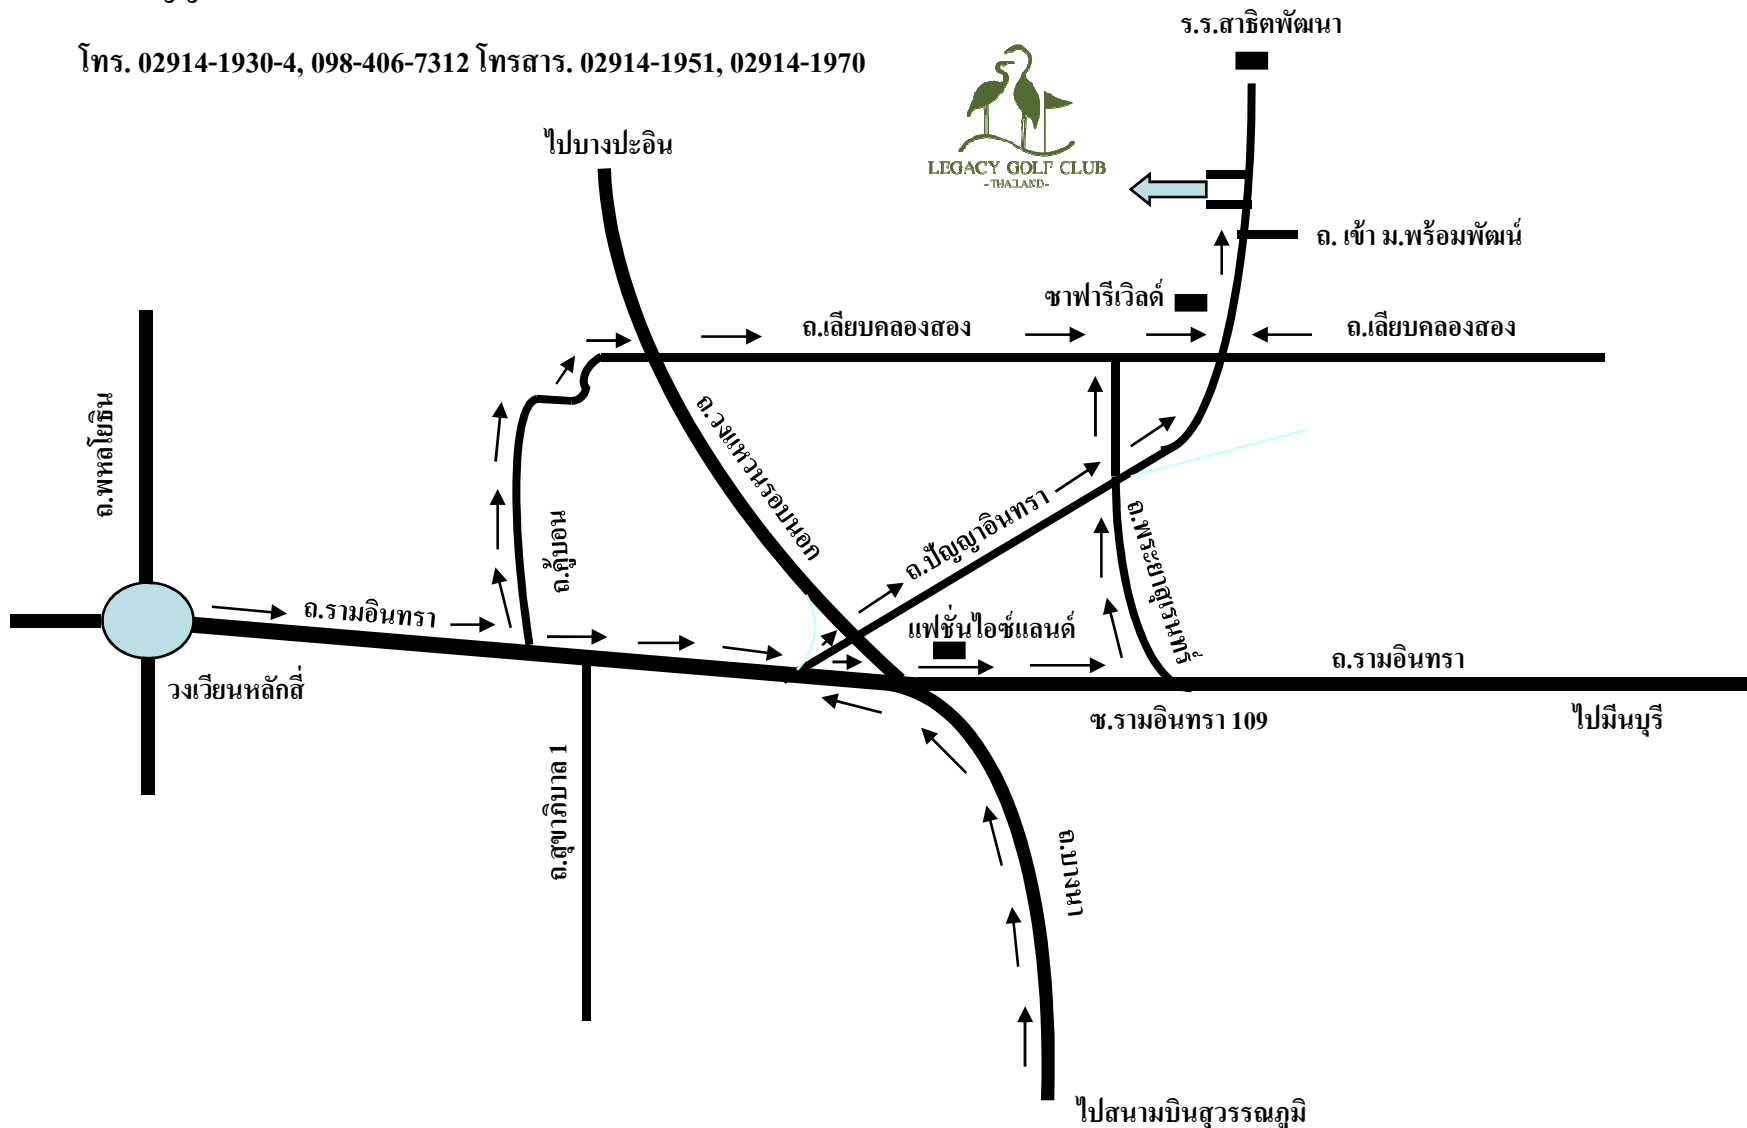 โทร. 02914-1930-4, 098-406-7312 โทรสาร. 02914-1951, 02914-1970
ร.ร.สาธิตพัฒนา
ไปบางปะอิน
LEGACY GOLF CLUB
- THAILAND-
ถ. เข้า ม.พร้อมพัฒน์
ซาฟารีเวิลด์
ถ.เลียบคลองสอง
ถ.เลียบคลองสอง
ถ.พหลโยธิน
ถ.วงแหวนรอบนอก
ถ.ปัญญาอินทรา
ถ.พระยาสุเรนทร์
ถ.คู้บอน
ถ.รามอินทรา
แฟชั่นไอซ์แลนด์
ถ.รามอินทรา
วงเวียนหลักสี่
ซ.รามอินทรา 109
ไปมีนบุรี
ถ.สุขาภิบาล 1
ถ.บางนา
ไปสนามบินสุวรรณภูมิ